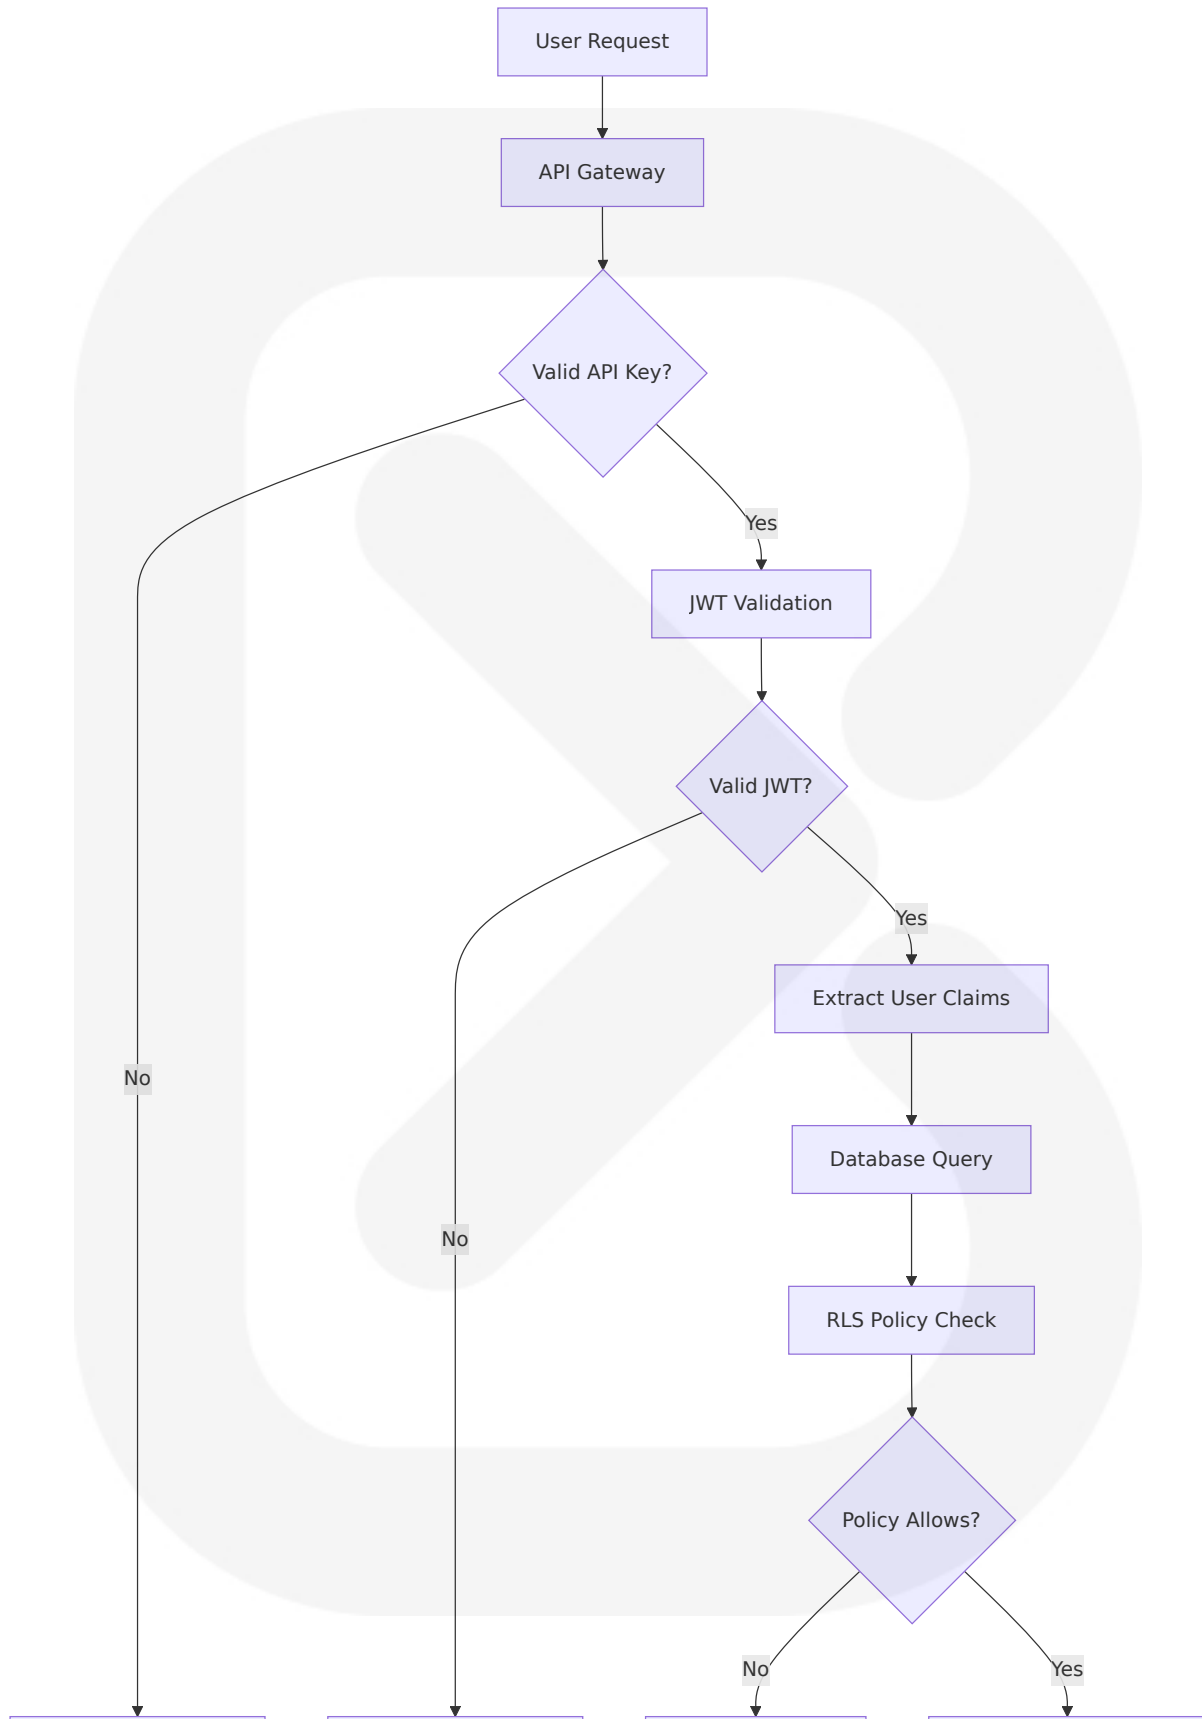 User Request
API Gateway
Valid API Key?
Yes
JWT Validation
Valid JWT?
Yes
Extract User Claims
No
Database Query
No
RLS Policy Check
Policy Allows?
No
Yes